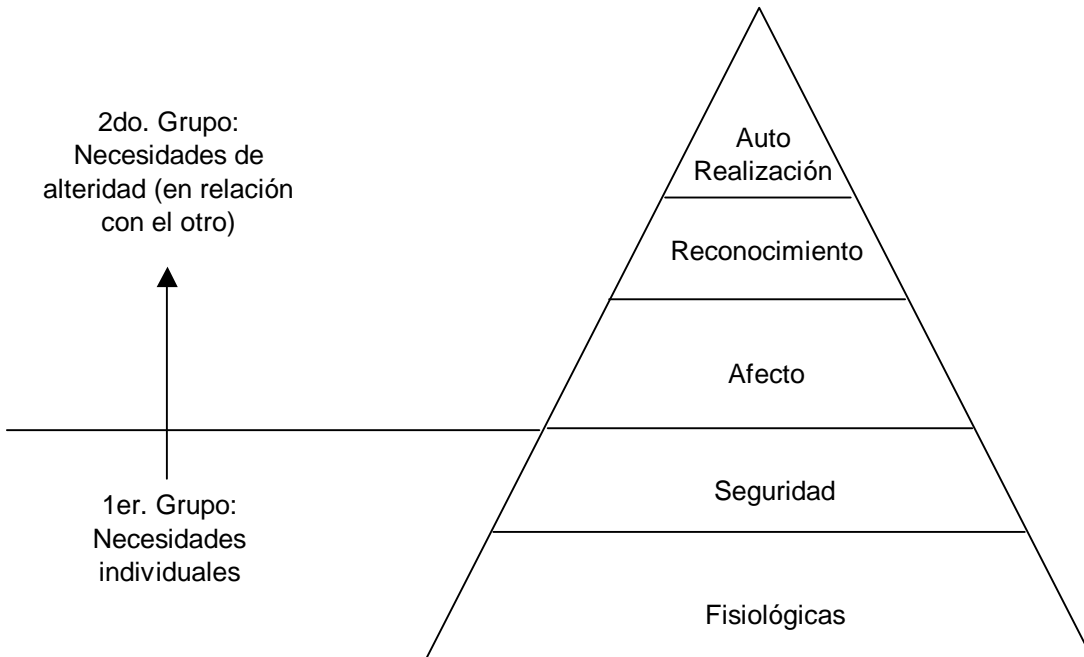 2do. Grupo:
Necesidades de
alteridad (en relación
con el otro)
1er. Grupo:
Necesidades
individuales
Auto
Realización
Reconocimiento
Afecto
Seguridad
Fisiológicas